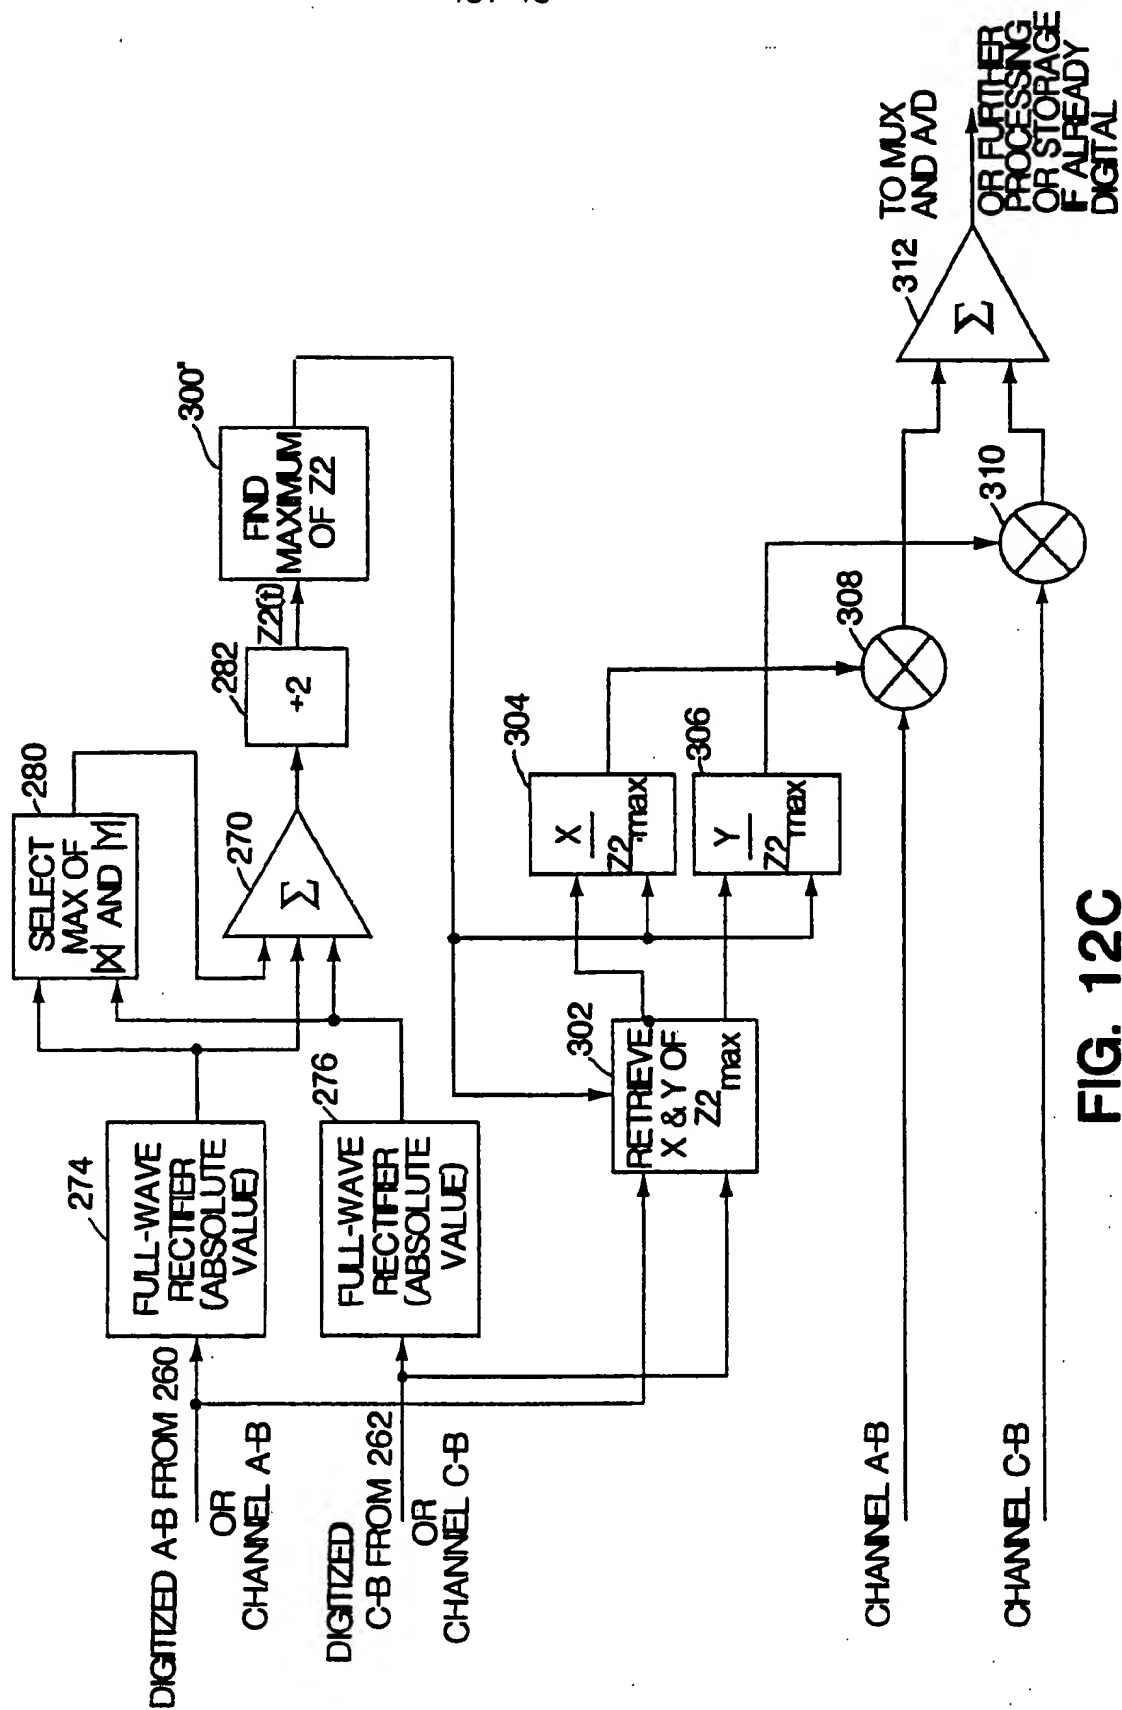 DIGITIZED A-B FROM 260
OR
CHANNEL A-B
DIGITIZED
C-B FROM 262
OR
CHANNEL C-B
274
FULL-WAVE
RECTIFIER
(ABSOLUTE
VALUE)
276
FULL-WAVE
RECTIFIER
(ABSOLUTE
VALUE)
280
SELECT
MAX OF
|X| AND |Y|
270
Σ
282
÷2
Z2(t)
300"
FIND
MAXIMUM
OF Z2
302
RETRIEVE
X & Y OF
Z2max
304
X
Z2max
306
Y
Z2max
308
310
312
Σ
TO MUX
AND A/D
OR FURTHER
PROCESSING
OR STORAGE
IF ALREADY
DIGITAL
CHANNEL A-B
CHANNEL C-B
FIG. 12C